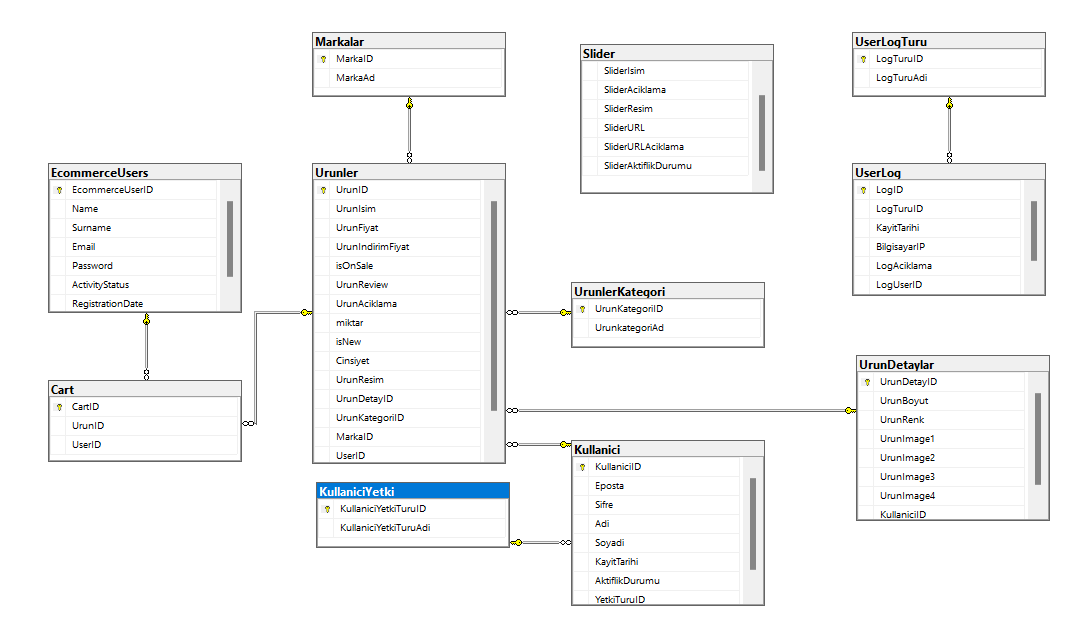 Markalar
MarkaID
MarkaAd
Slider
SliderIsim
SliderAciklama
SliderResim
SliderURL
SliderURLAciklama
SliderAktiflikDurumu
UserLogTuru
LogTuruID
LogTuruAdi
EcommerceUsers
EcommerceUserID
Name
Surname
Email
Password
ActivityStatus
RegistrationDate
Urunler
UrunID
UrunIsim
UrunFiyat
UrunIndirimFiyat
isOnSale
UrunReview
UrunAciklama
miktar
isNew
Cinsiyet
UrunResim
UrunDetayID
UrunKategoriID
MarkaID
UserID
UserLog
LogID
LogTuruID
KayitTarihi
BilgisayarIP
LogAciklama
LogUserID
UrunlerKategori
UrunKategoriID
UrunkategoriAd
Cart
CartID
UrunID
UserID
UrunDetaylar
UrunDetayID
UrunBoyut
UrunRenk
UrunImage1
UrunImage2
UrunImage3
UrunImage4
KullaniciID
Kullanici
KullaniciID
Eposta
Sifre
Adi
Soyadi
KayitTarihi
AktiflikDurumu
YetkiTuruID
KullaniciYetki
KullaniciYetkiTuruID
KullaniciYetkiTuruAdi